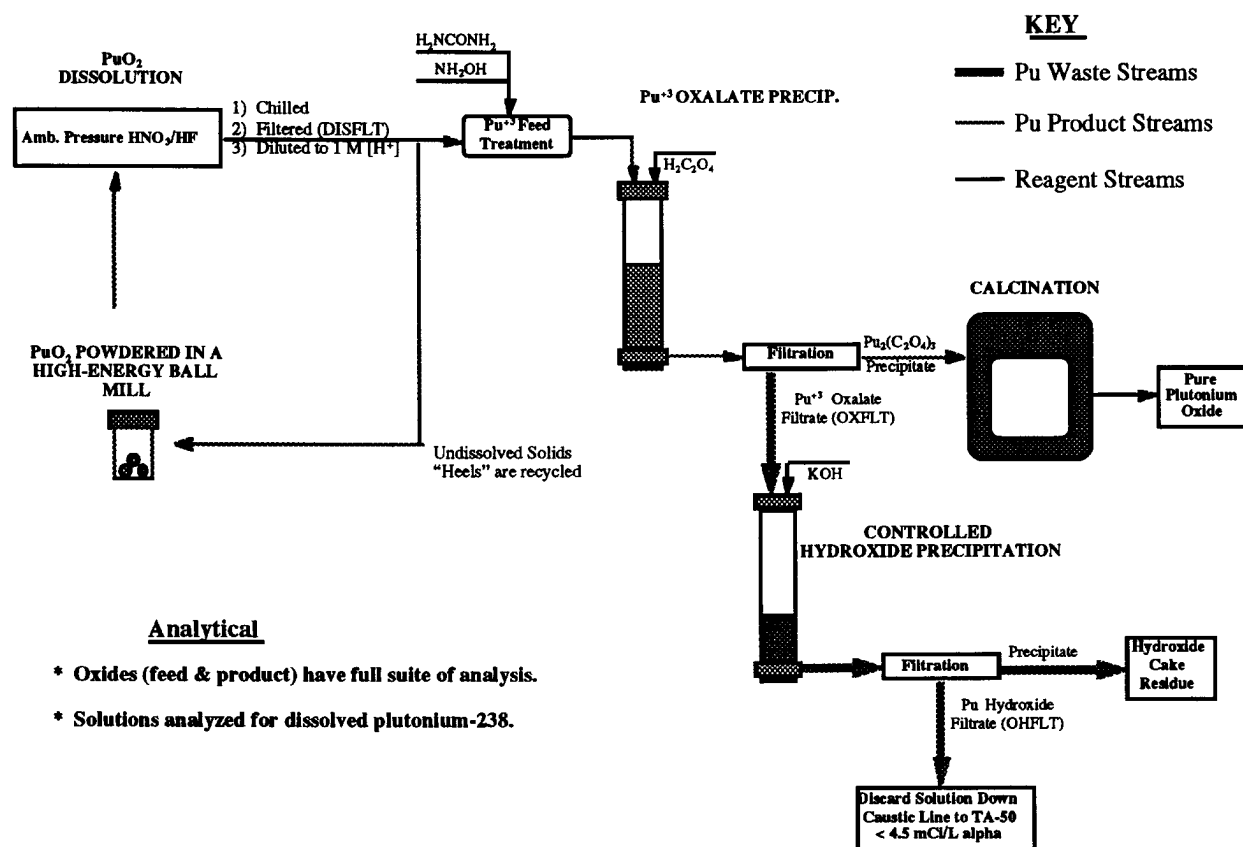 PuO₂
DISSOLUTION
Amb. Pressure HNO₃/HF
1) Chilled
2) Filtered (DISFLT)
3) Diluted to 1 M [H⁺]
H₂NCONH₂
NH₂OH
Pu⁺³ Feed
Treatment
Pu⁺³ OXALATE PRECIP.
H₂C₂O₄
KEY
Pu Waste Streams
Pu Product Streams
Reagent Streams
PuO₂ POWDERED IN A
HIGH-ENERGY BALL
MILL
Undissolved Solids
“Heels” are recycled
Filtration
Pu₂(C₂O₄)₃
Precipitate
CALCINATION
Pure
Plutonium
Oxide
Pu⁺³ Oxalate
Filtrate (OXFLT)
KOH
CONTROLLED
HYDROXIDE PRECIPITATION
Filtration
Precipitate
Hydroxide
Cake
Residue
Pu Hydroxide
Filtrate (OHFLT)
Discard Solution Down
Caustic Line to TA-50
< 4.5 mCi/L alpha
Analytical
* Oxides (feed & product) have full suite of analysis.
* Solutions analyzed for dissolved plutonium-238.